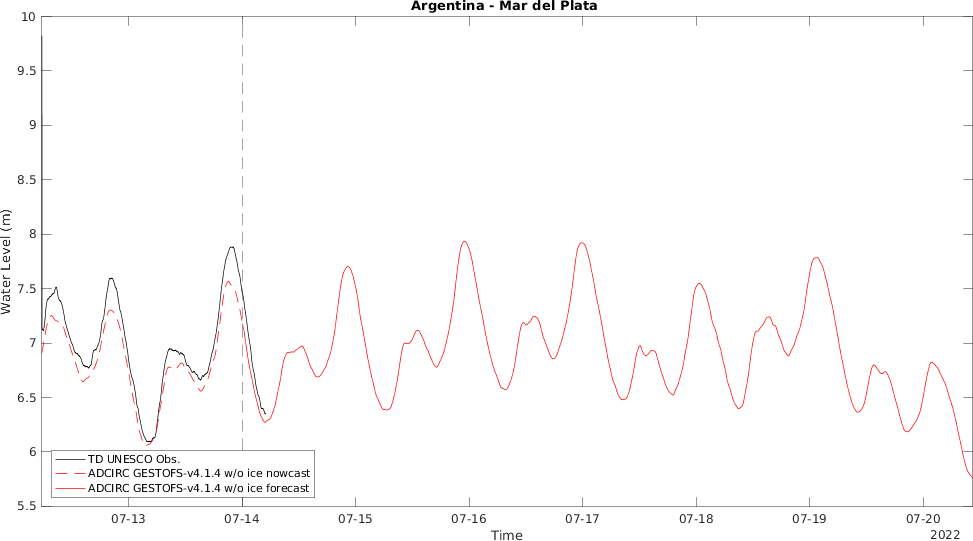 Argentina - Mar del Plata
Water Level (m)
10
9.5
9
8.5
8
7.5
7
6.5
6
5.5
TD UNESCO Obs.
ADCIRC GESTOFS-v4.1.4 w/o ice nowcast
ADCIRC GESTOFS-v4.1.4 w/o ice forecast
07-13 07-14 07-15 07-16 07-17 07-18 07-19 07-20
Time
2022